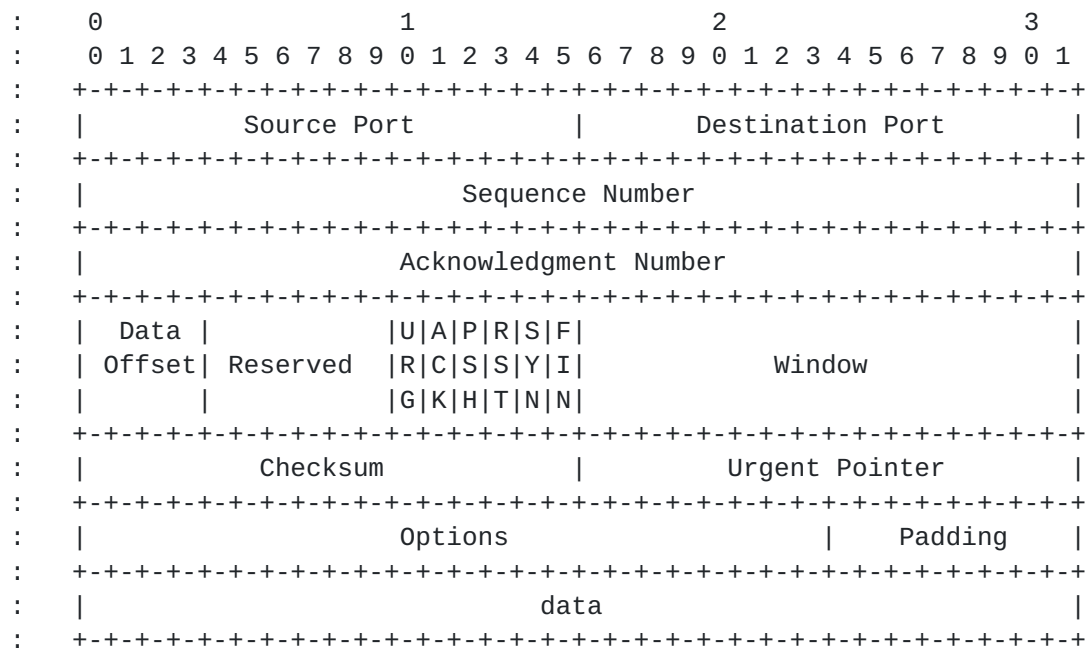 :    0                   1                   2                   3
:    0 1 2 3 4 5 6 7 8 9 0 1 2 3 4 5 6 7 8 9 0 1 2 3 4 5 6 7 8 9 0 1
:   +-+-+-+-+-+-+-+-+-+-+-+-+-+-+-+-+-+-+-+-+-+-+-+-+-+-+-+-+-+-+-+-+
:   |          Source Port          |       Destination Port        |
:   +-+-+-+-+-+-+-+-+-+-+-+-+-+-+-+-+-+-+-+-+-+-+-+-+-+-+-+-+-+-+-+-+
:   |                        Sequence Number                        |
:   +-+-+-+-+-+-+-+-+-+-+-+-+-+-+-+-+-+-+-+-+-+-+-+-+-+-+-+-+-+-+-+-+
:   |                    Acknowledgment Number                      |
:   +-+-+-+-+-+-+-+-+-+-+-+-+-+-+-+-+-+-+-+-+-+-+-+-+-+-+-+-+-+-+-+-+
:   |  Data |           |U|A|P|R|S|F|                               |
:   | Offset| Reserved  |R|C|S|S|Y|I|            Window             |
:   |       |           |G|K|H|T|N|N|                               |
:   +-+-+-+-+-+-+-+-+-+-+-+-+-+-+-+-+-+-+-+-+-+-+-+-+-+-+-+-+-+-+-+-+
:   |           Checksum            |         Urgent Pointer        |
:   +-+-+-+-+-+-+-+-+-+-+-+-+-+-+-+-+-+-+-+-+-+-+-+-+-+-+-+-+-+-+-+-+
:   |                    Options                    |    Padding    |
:   +-+-+-+-+-+-+-+-+-+-+-+-+-+-+-+-+-+-+-+-+-+-+-+-+-+-+-+-+-+-+-+-+
:   |                             data                              |
:   +-+-+-+-+-+-+-+-+-+-+-+-+-+-+-+-+-+-+-+-+-+-+-+-+-+-+-+-+-+-+-+-+